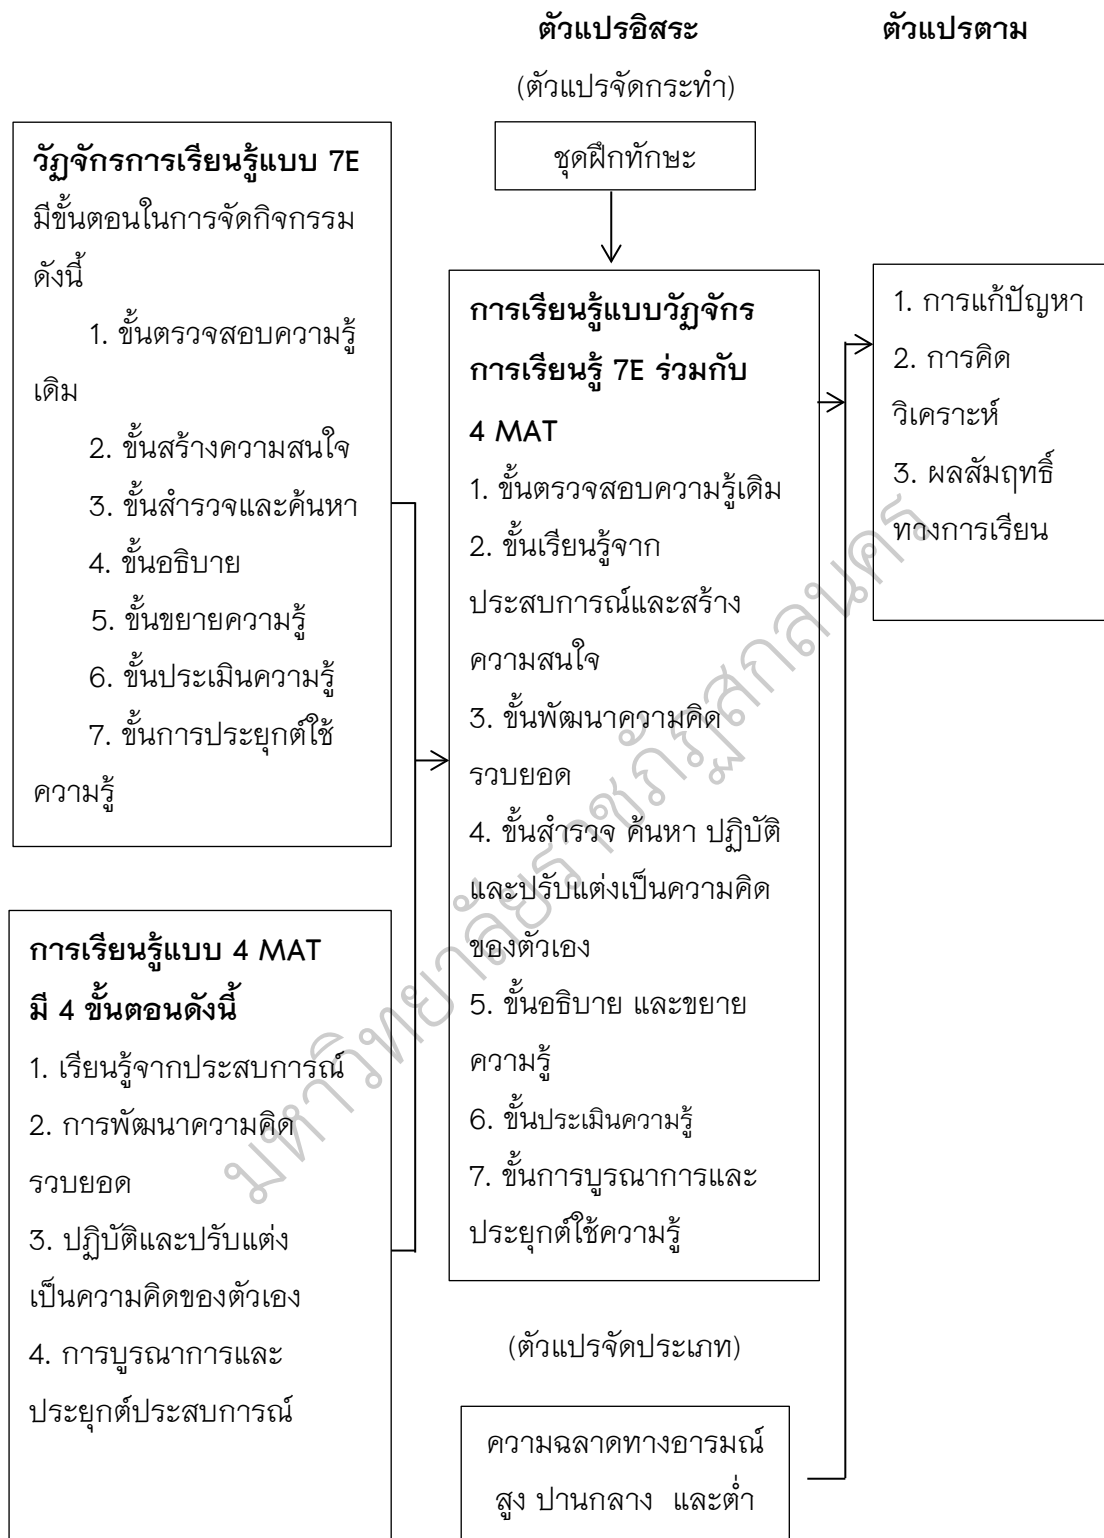 ตัวแปรอิสระ
ตัวแปรตาม
(ตัวแปรจัดกระทำ)
ชุดฝึกทักษะ
วัฏจักรการเรียนรู้แบบ 7E
มีขั้นตอนในการจัดกิจกรรม
ดังนี้
1. ขั้นตรวจสอบความรู้
เดิม
2. ขั้นสร้างความสนใจ
3. ขั้นสำรวจและค้นหา
4. ขั้นอธิบาย
5. ขั้นขยายความรู้
6. ขั้นประเมินความรู้
7. ขั้นการประยุกต์ใช้
ความรู้
การเรียนรู้แบบ 4 MAT
มี 4 ขั้นตอนดังนี้
1. เรียนรู้จากประสบการณ์
2. การพัฒนาความคิด
รวบยอด
3. ปฏิบัติและปรับแต่ง
เป็นความคิดของตัวเอง
4. การบูรณาการและ
ประยุกต์ประสบการณ์
การเรียนรู้แบบวัฏจักร
การเรียนรู้ 7E ร่วมกับ
4 MAT
1. ขั้นตรวจสอบความรู้เดิม
2. ขั้นเรียนรู้จาก
ประสบการณ์และสร้าง
ความสนใจ
3. ขั้นพัฒนาความคิด
รวบยอด
4. ขั้นสำรวจ ค้นหา ปฏิบัติ
และปรับแต่งเป็นความคิด
ของตัวเอง
5. ขั้นอธิบาย และขยาย
ความรู้
6. ขั้นประเมินความรู้
7. ขั้นการบูรณาการและ
ประยุกต์ใช้ความรู้
(ตัวแปรจัดประเภท)
ความฉลาดทางอารมณ์
สูง ปานกลาง และต่ำ
1. การแก้ปัญหา
2. การคิด
วิเคราะห์
3. ผลสัมฤทธิ์
ทางการเรียน
มหาวิทยาลัยราชภัฏสกลนคร